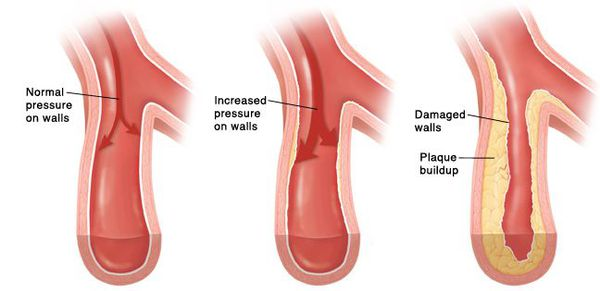 Normal
pressure
on walls
Increased
pressure
on walls
Damaged
walls
Plaque
buildup